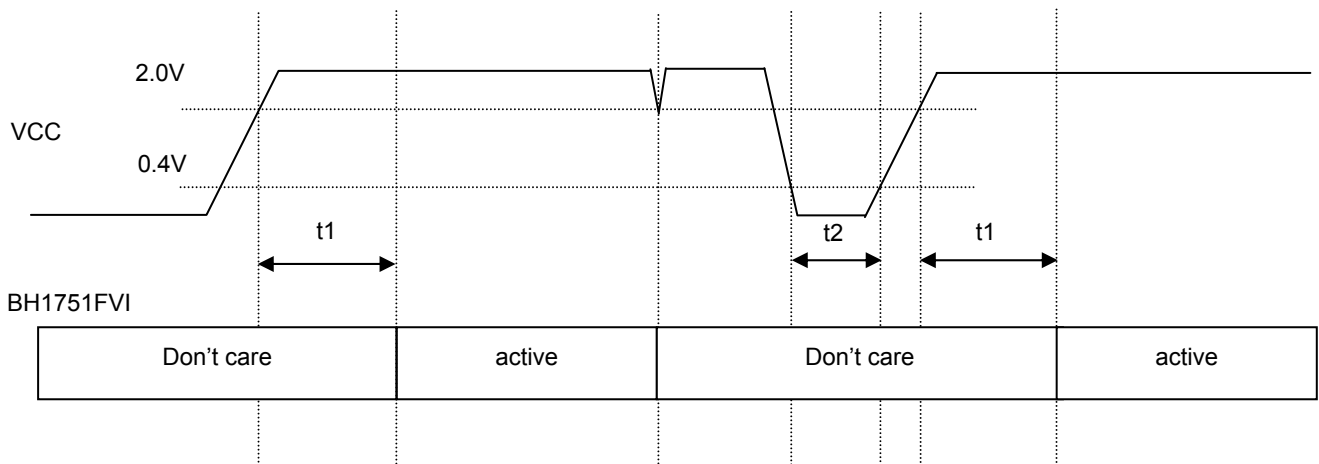 2.0V
VCC
0.4V
t1
t2
t1
BH1751FVI
Don’t care
active
Don’t care
active